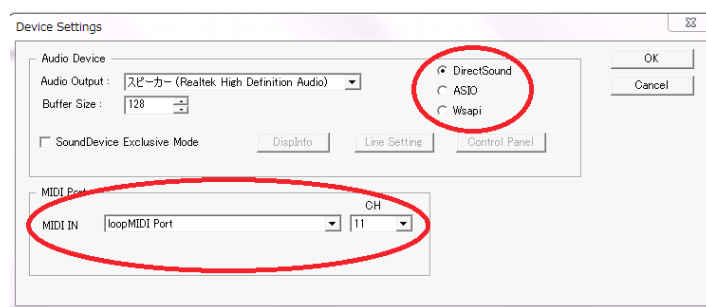 Device Settings
Audio Device
Audio Output : スピーカー (Realtek High Definition Audio)
Buffer Size : 128
DirectSound
ASIO
Wsapi
OK
Cancel
SoundDevice Exclusive Mode
DispInfo
Line Setting
Control Panel
MIDI Port
CH
MIDI IN loopMIDI Port 11